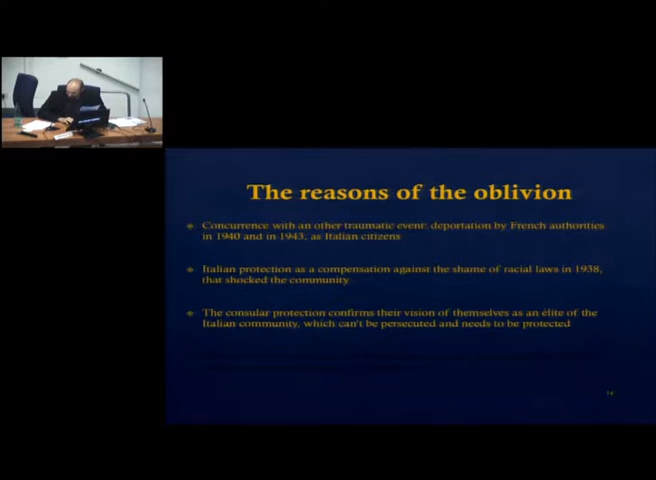 The reasons of the oblivion
Concurrence with an other traumatic event: deportation by French authorities
in 1940 and in 1943, as Italian citizens
Italian protection as a compensation against the shame of racial laws in 1938,
that shocked the community
The consular protection confirms their vision of themselves as an élite of the
Italian community, which can't be persecuted and needs to be protected